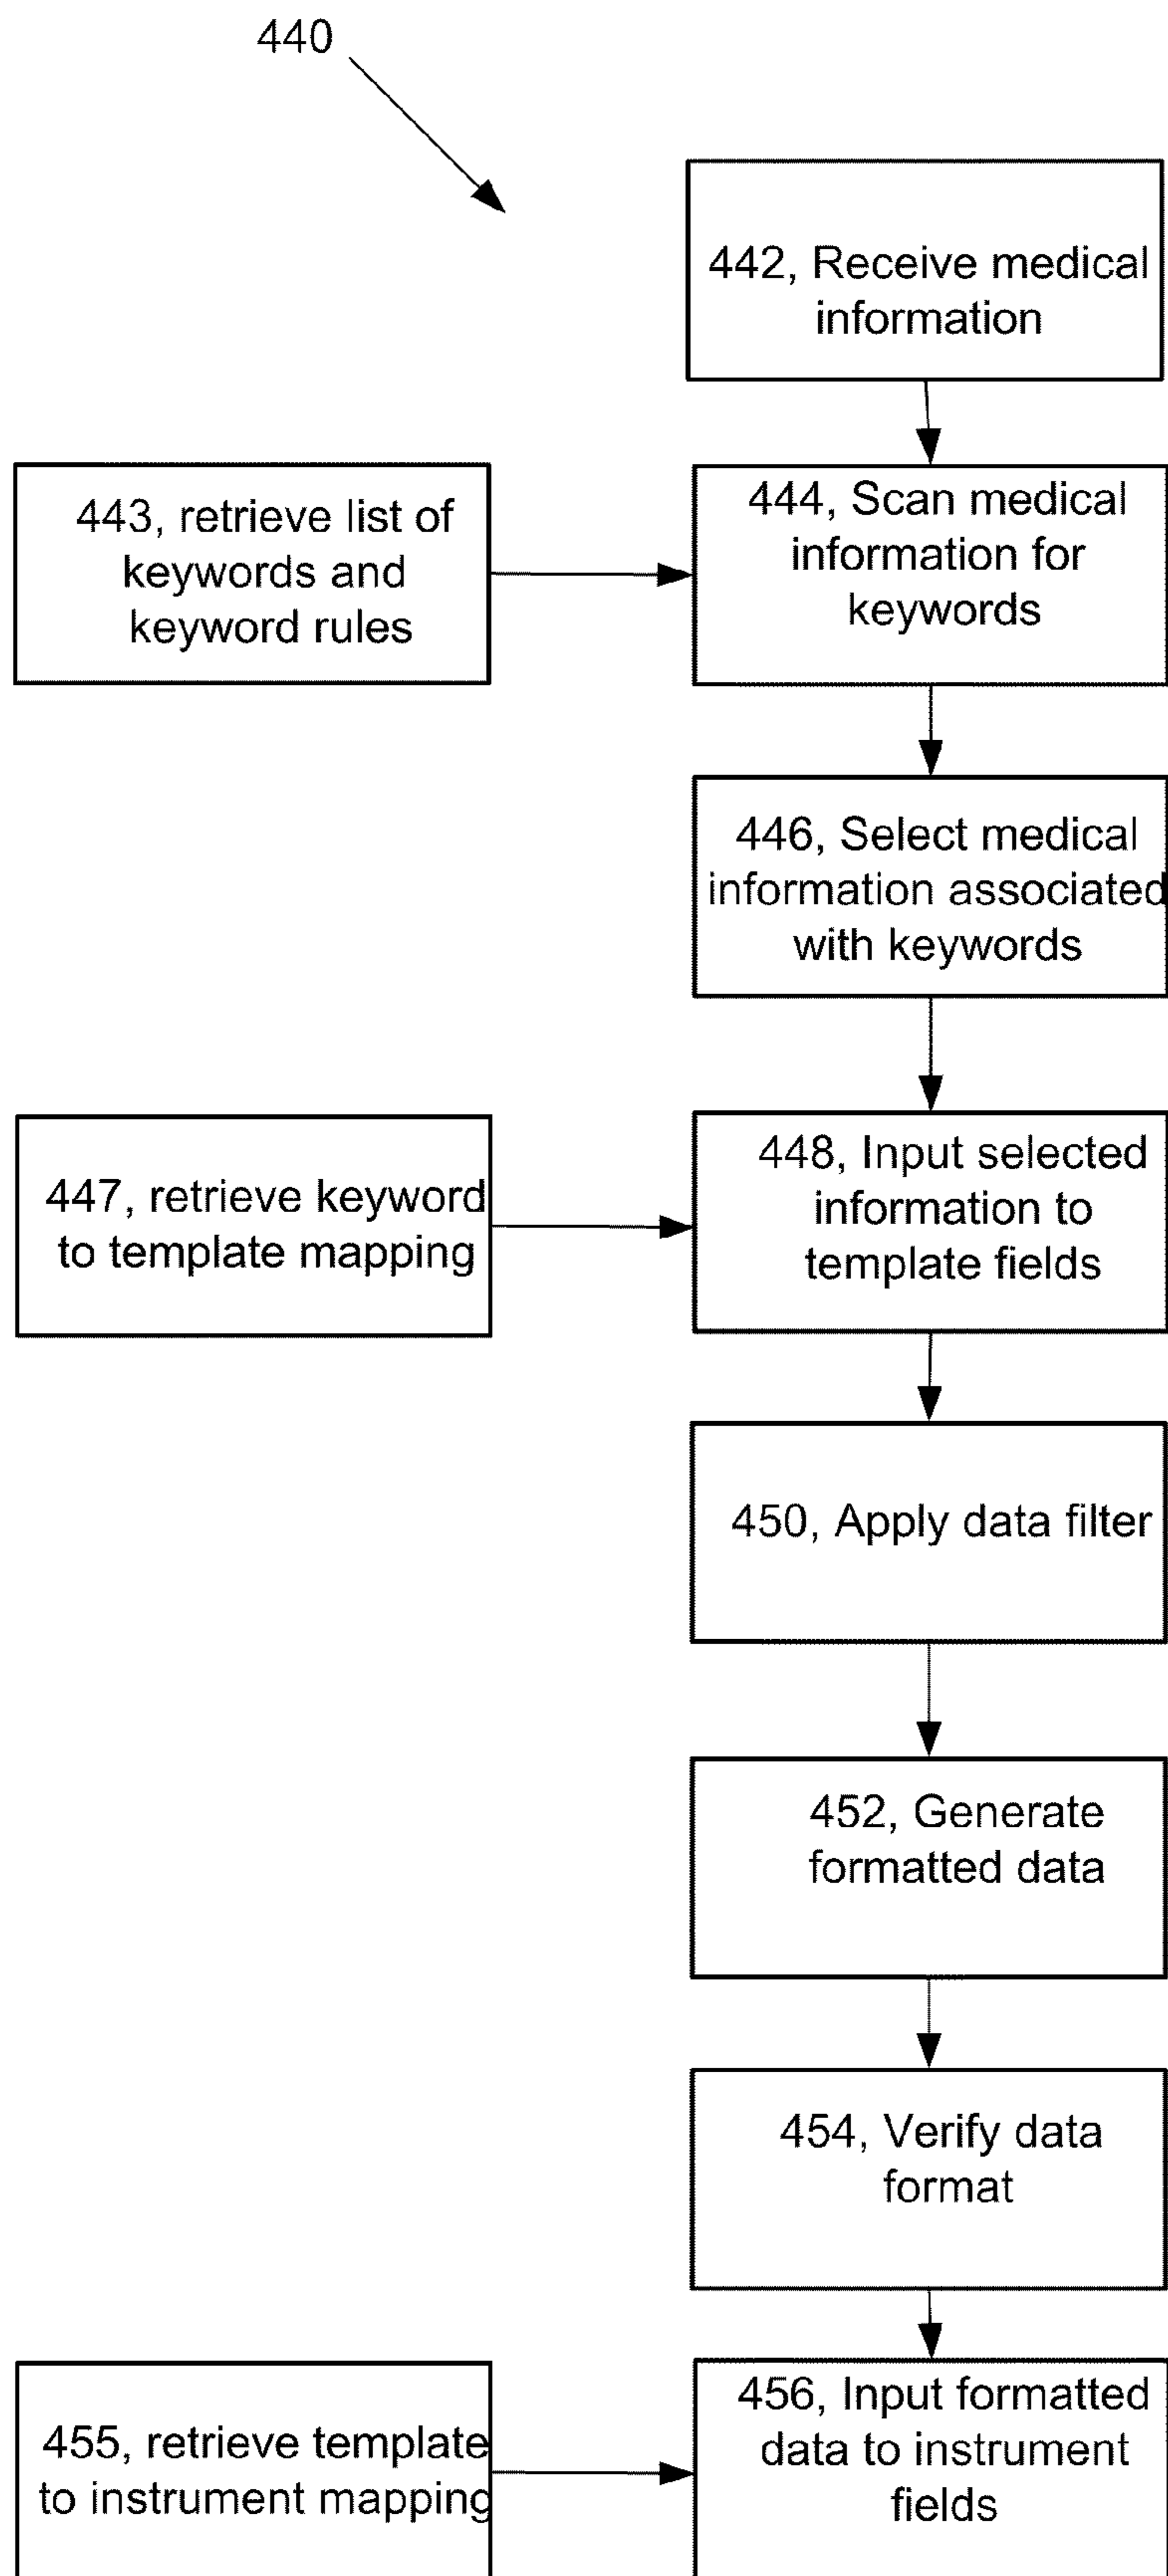 440
442, Receive medical
information
443, retrieve list of
keywords and
keyword rules
444, Scan medical
information for
keywords
446, Select medical
information associated
with keywords
447, retrieve keyword
to template mapping
448, Input selected
information to
template fields
450, Apply data filter
452, Generate
formatted data
454, Verify data
format
455, retrieve template
to instrument mapping
456, Input formatted
data to instrument
fields